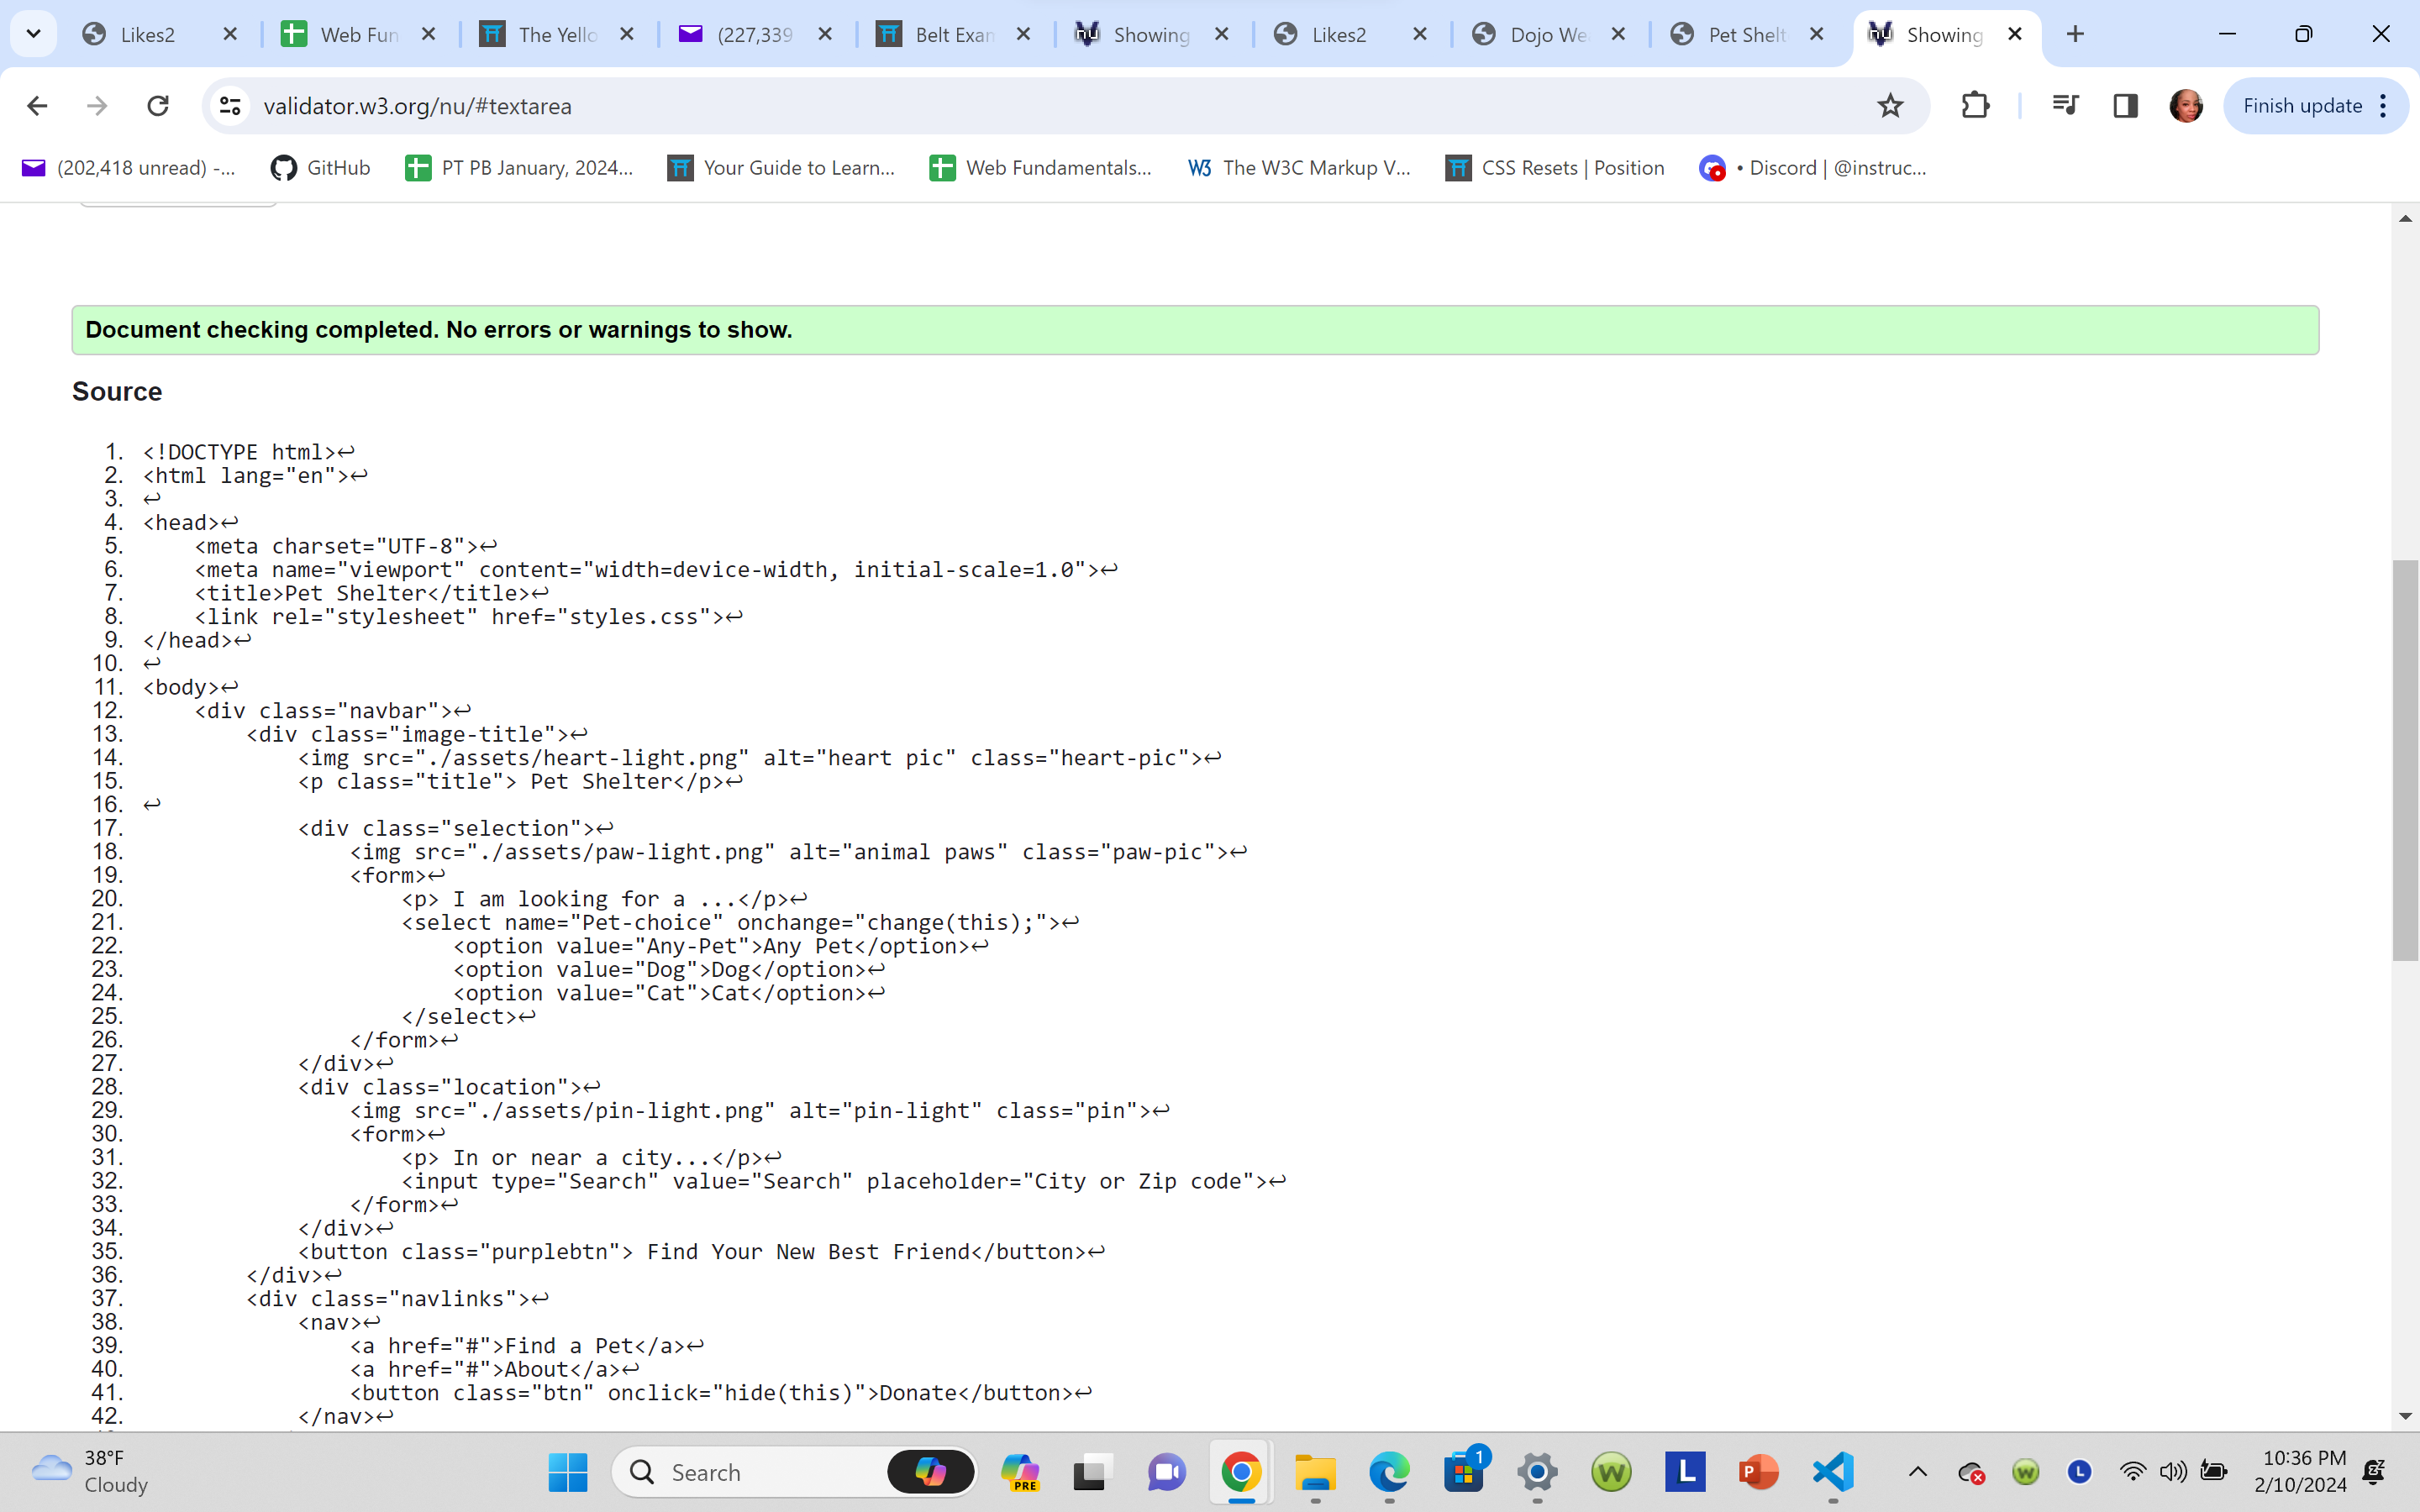 Likes2
Web Fun
The Yello
(227,339
Belt Exam
Showing
Likes2
Dojo We
Pet Shelt
Showing
validator.w3.org/nu/#textarea
Finish update
(202,418 unread) -...
GitHub
PT PB January, 2024...
Your Guide to Learn...
Web Fundamentals...
W3 The W3C Markup V...
CSS Resets | Position
• Discord | @instruc...
Document checking completed. No errors or warnings to show.
Source
1. <!DOCTYPE html>↩
2. <html lang="en">↩
3. ↩
4. <head>↩
5. <meta charset="UTF-8">↩
6. <meta name="viewport" content="width=device-width, initial-scale=1.0">↩
7. <title>Pet Shelter</title>↩
8. <link rel="stylesheet" href="styles.css">↩
9. </head>↩
10. ↩
11. <body>↩
12. <div class="navbar">↩
13. <div class="image-title">↩
14. <img src="./assets/heart-light.png" alt="heart pic" class="heart-pic">↩
15. <p class="title"> Pet Shelter</p>↩
16. ↩
17. <div class="selection">↩
18. <img src="./assets/paw-light.png" alt="animal paws" class="paw-pic">↩
19. <form>↩
20. <p> I am looking for a ...</p>↩
21. <select name="Pet-choice" onchange="change(this);">↩
22. <option value="Any-Pet">Any Pet</option>↩
23. <option value="Dog">Dog</option>↩
24. <option value="Cat">Cat</option>↩
25. </select>↩
26. </form>↩
27. </div>↩
28. <div class="location">↩
29. <img src="./assets/pin-light.png" alt="pin-light" class="pin">↩
30. <form>↩
31. <p> In or near a city...</p>↩
32. <input type="Search" value="Search" placeholder="City or Zip code">↩
33. </form>↩
34. </div>↩
35. <button class="purplebtn"> Find Your New Best Friend</button>↩
36. </div>↩
37. <div class="navlinks">↩
38. <nav>↩
39. <a href="#">Find a Pet</a>↩
40. <a href="#">About</a>↩
41. <button class="btn" onclick="hide(this)">Donate</button>↩
42. </nav>↩
38°F
Cloudy
Search
PRE
1
10:36 PM
2/10/2024